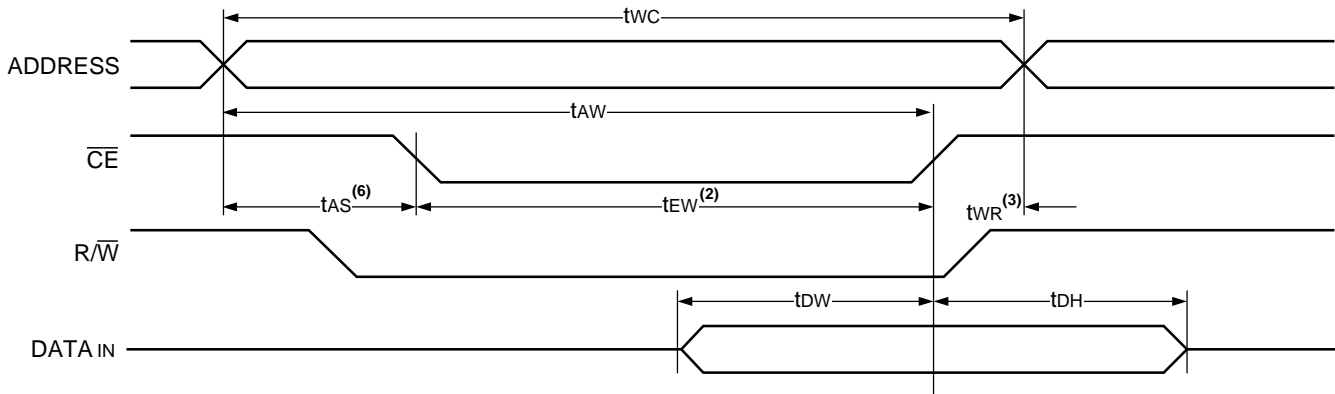 tWC
ADDRESS
tAW
CE
tAS(6)
tEW(2)
tWR(3)
R/W
tDW
tDH
DATA IN